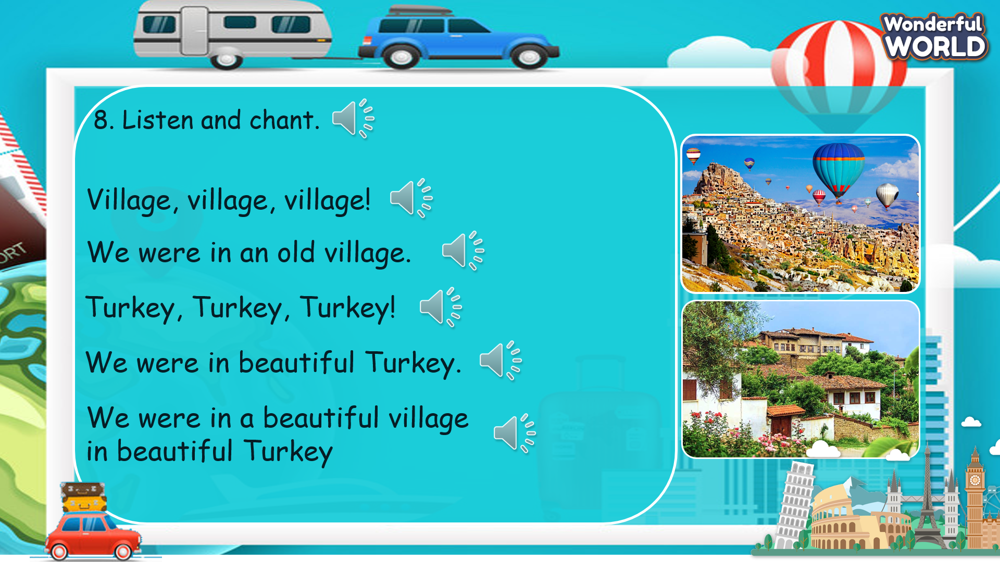 Wonderful
WORLD
8. Listen and chant.
Village, village, village!
We were in an old village.
Turkey, Turkey, Turkey!
We were in beautiful Turkey.
We were in a beautiful village
in beautiful Turkey
ORT